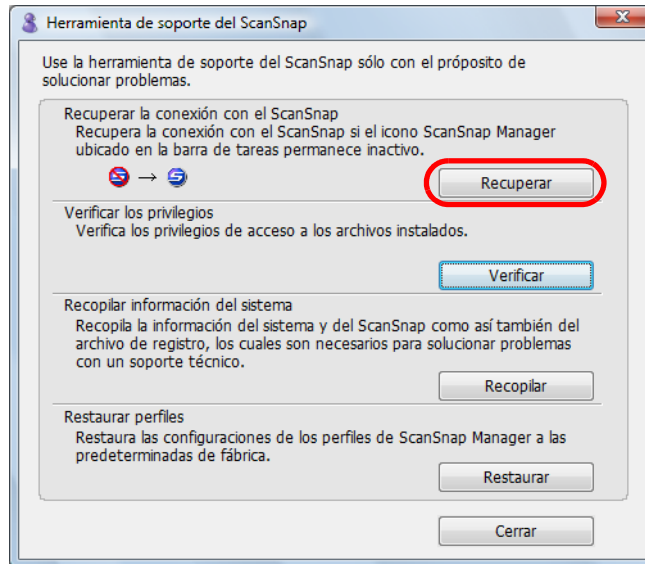 Herramienta de soporte del ScanSnap
Use la herramienta de soporte del ScanSnap sólo con el próposito de
solucionar problemas.
Recuperar la conexión con el ScanSnap
Recupera la conexión con el ScanSnap si el icono ScanSnap Manager
ubicado en la barra de tareas permanece inactivo.
→
Recuperar
Verificar los privilegios
Verifica los privilegios de acceso a los archivos instalados.
Verificar
Recopilar información del sistema
Recopila la información del sistema y del ScanSnap como así también del
archivo de registro, los cuales son necesarios para solucionar problemas
con un soporte técnico.
Recopilar
Restaurar perfiles
Restaura las configuraciones de los perfiles de ScanSnap Manager a las
predeterminadas de fábrica.
Restaurar
Cerrar